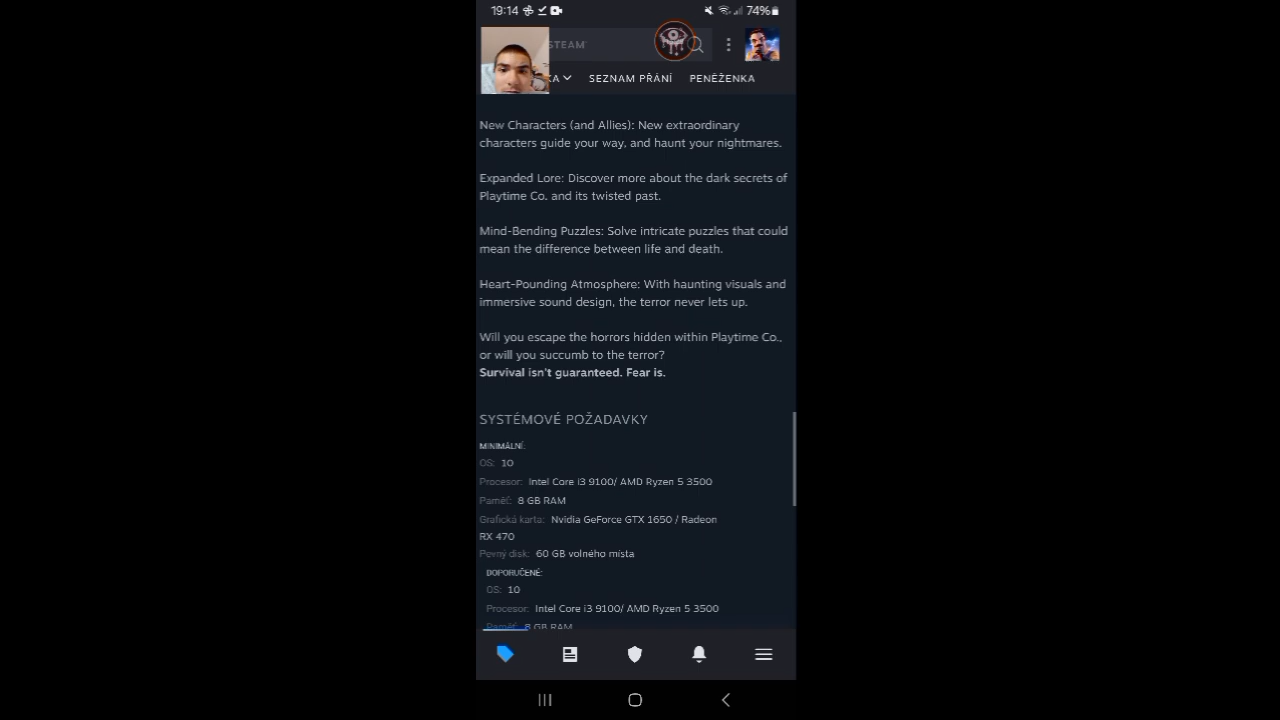 19:14 74%
STEAM
KA SEZNAM PŘÁNÍ PENĚŽENKA
New Characters (and Allies): New extraordinary
characters guide your way, and haunt your nightmares.
Expanded Lore: Discover more about the dark secrets of
Playtime Co. and its twisted past.
Mind-Bending Puzzles: Solve intricate puzzles that could
mean the difference between life and death.
Heart-Pounding Atmosphere: With haunting visuals and
immersive sound design, the terror never lets up.
Will you escape the horrors hidden within Playtime Co.,
or will you succumb to the terror?
Survival isn't guaranteed. Fear is.
SYSTÉMOVÉ POŽADAVKY
MINIMÁLNÍ:
OS: 10
Procesor: Intel Core i3 9100/ AMD Ryzen 5 3500
Paměť: 8 GB RAM
Grafická karta: Nvidia GeForce GTX 1650 / Radeon
RX 470
Pevný disk: 60 GB volného místa
DOPORUČENÉ:
OS: 10
Procesor: Intel Core i3 9100/ AMD Ryzen 5 3500
Paměť: 8 GB RAM